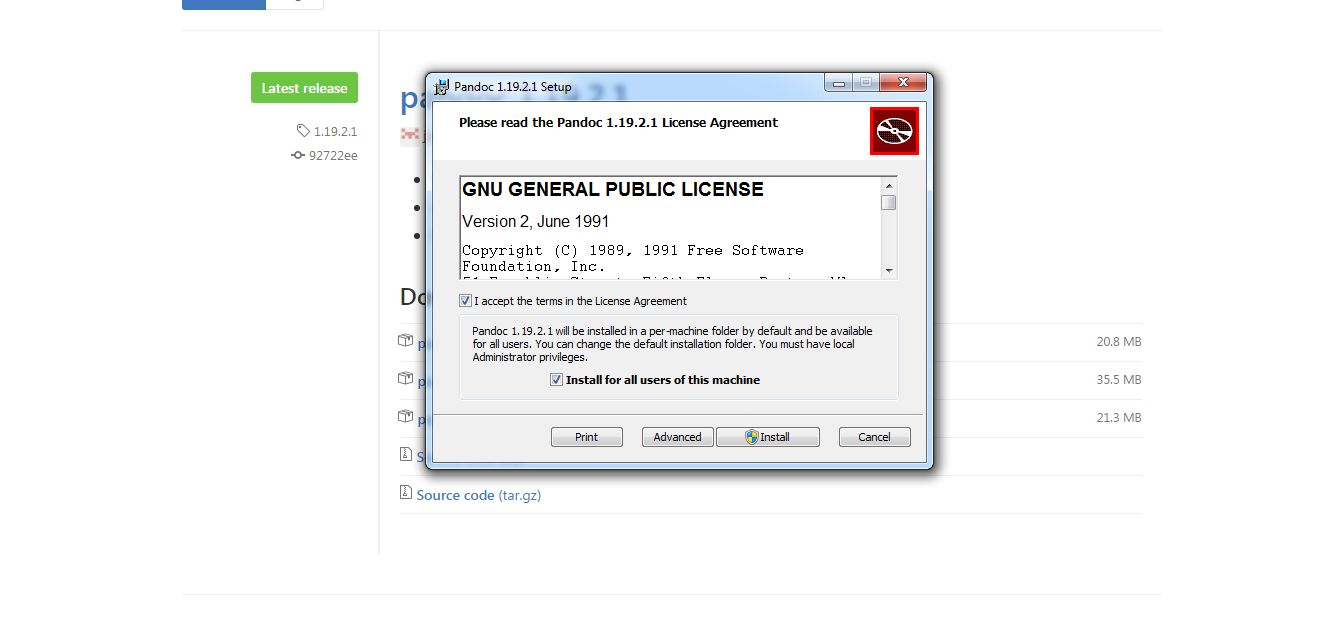 Latest release
1.19.2.1
92722ee
Pandoc 1.19.2.1 Setup
Please read the Pandoc 1.19.2.1 License Agreement
GNU GENERAL PUBLIC LICENSE
Version 2, June 1991
Copyright (C) 1989, 1991 Free Software
Foundation, Inc.
I accept the terms in the License Agreement
Pandoc 1.19.2.1 will be installed in a per-machine folder by default and be available
for all users. You can change the default installation folder. You must have local
Administrator privileges.
Install for all users of this machine
Print Advanced Install Cancel
20.8 MB
35.5 MB
21.3 MB
Source code (tar.gz)